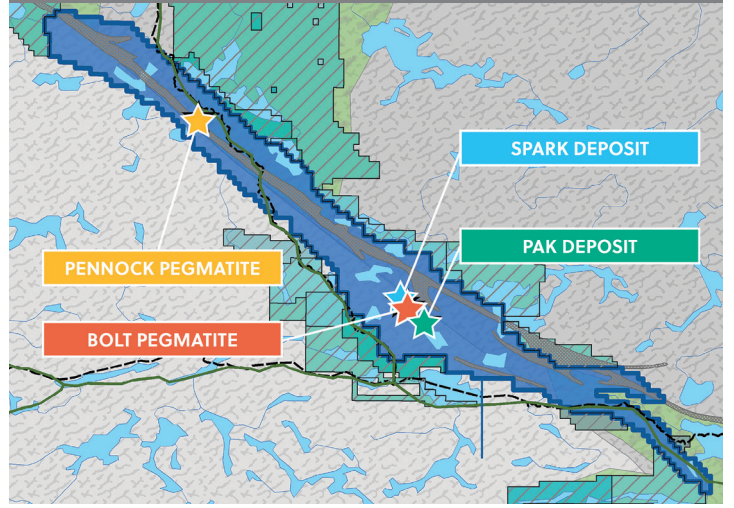 SPARK DEPOSIT
PAK DEPOSIT
PENNOCK PEGMATITE
BOLT PEGMATITE